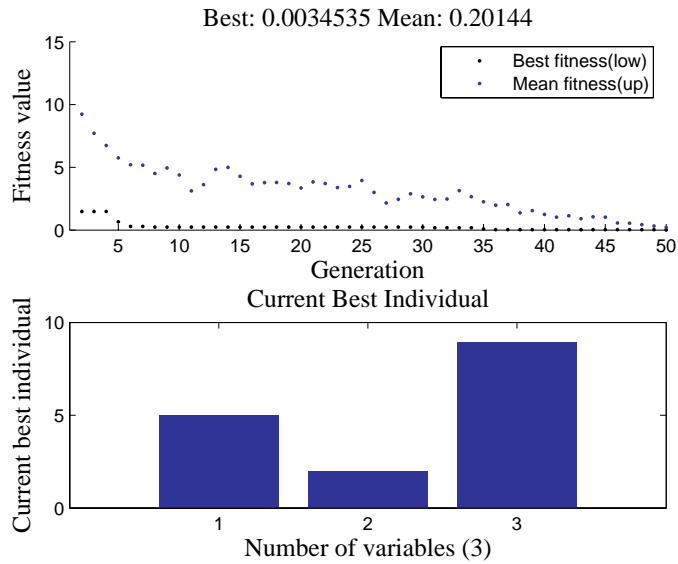 Best: 0.0034535 Mean: 0.20144
15
10
5
0
Fitness value
Best fitness(low)
Mean fitness(up)
5 10 15 20 25 30 35 40 45 50
Generation
Current Best Individual
10
5
0
Current best individual
1 2 3
Number of variables (3)